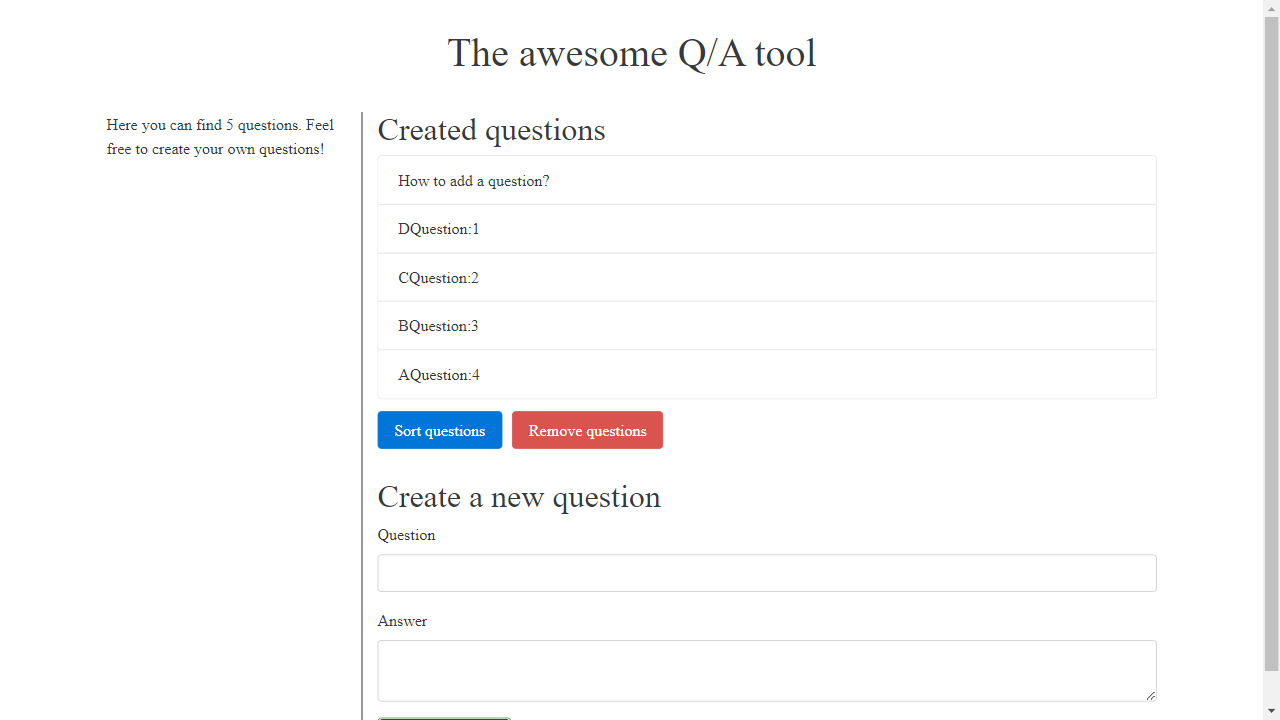 The awesome Q/A tool
Here you can find 5 questions. Feel
free to create your own questions!
Created questions
How to add a question?
DQuestion:1
CQuestion:2
BQuestion:3
AQuestion:4
Sort questions
Remove questions
Create a new question
Question
Answer